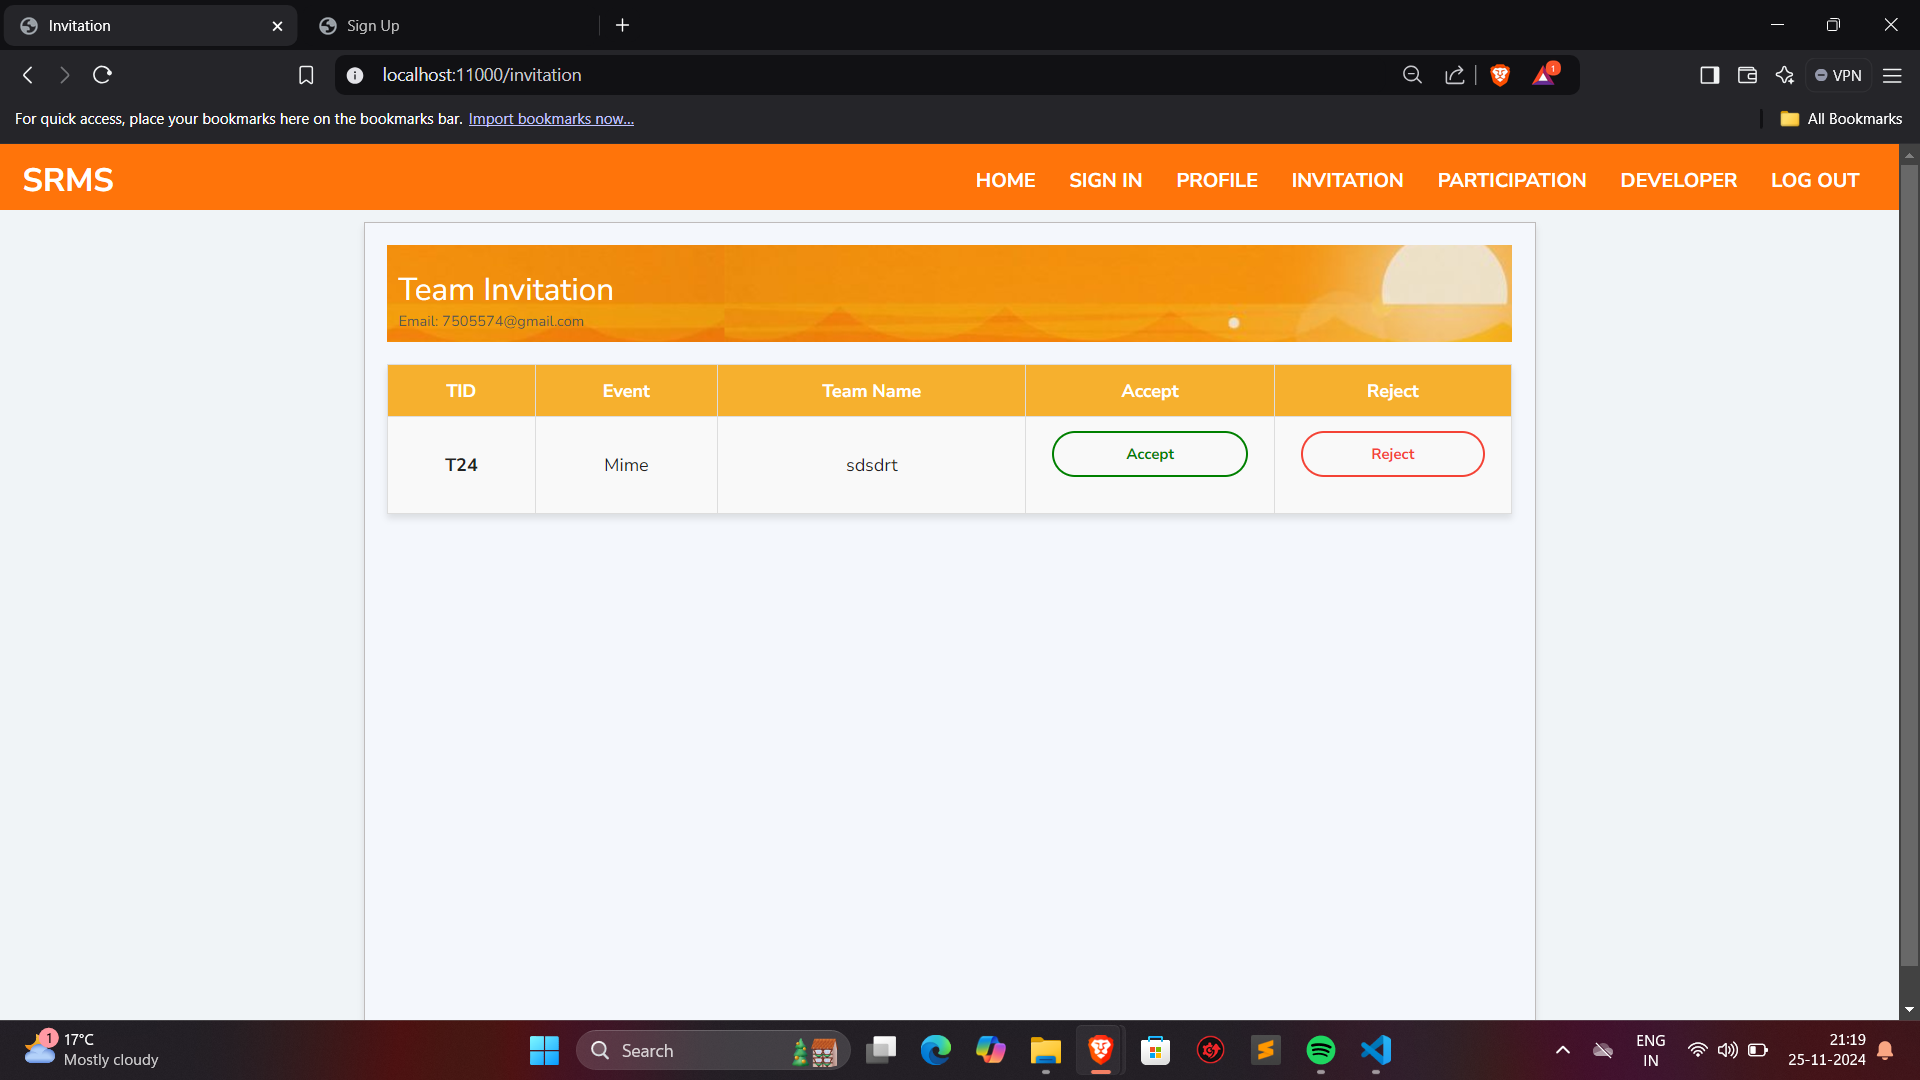 Invitation
Sign Up
localhost:11000/invitation
1
VPN
For quick access, place your bookmarks here on the bookmarks bar. Import bookmarks now...
All Bookmarks
SRMS
HOME SIGN IN PROFILE INVITATION PARTICIPATION DEVELOPER LOG OUT
Team Invitation
Email: 7505574@gmail.com
TID Event Team Name Accept Reject
T24 Mime sdsdrt Accept Reject
1
17°C
Mostly cloudy
Search
ENG
IN
21:19
25-11-2024